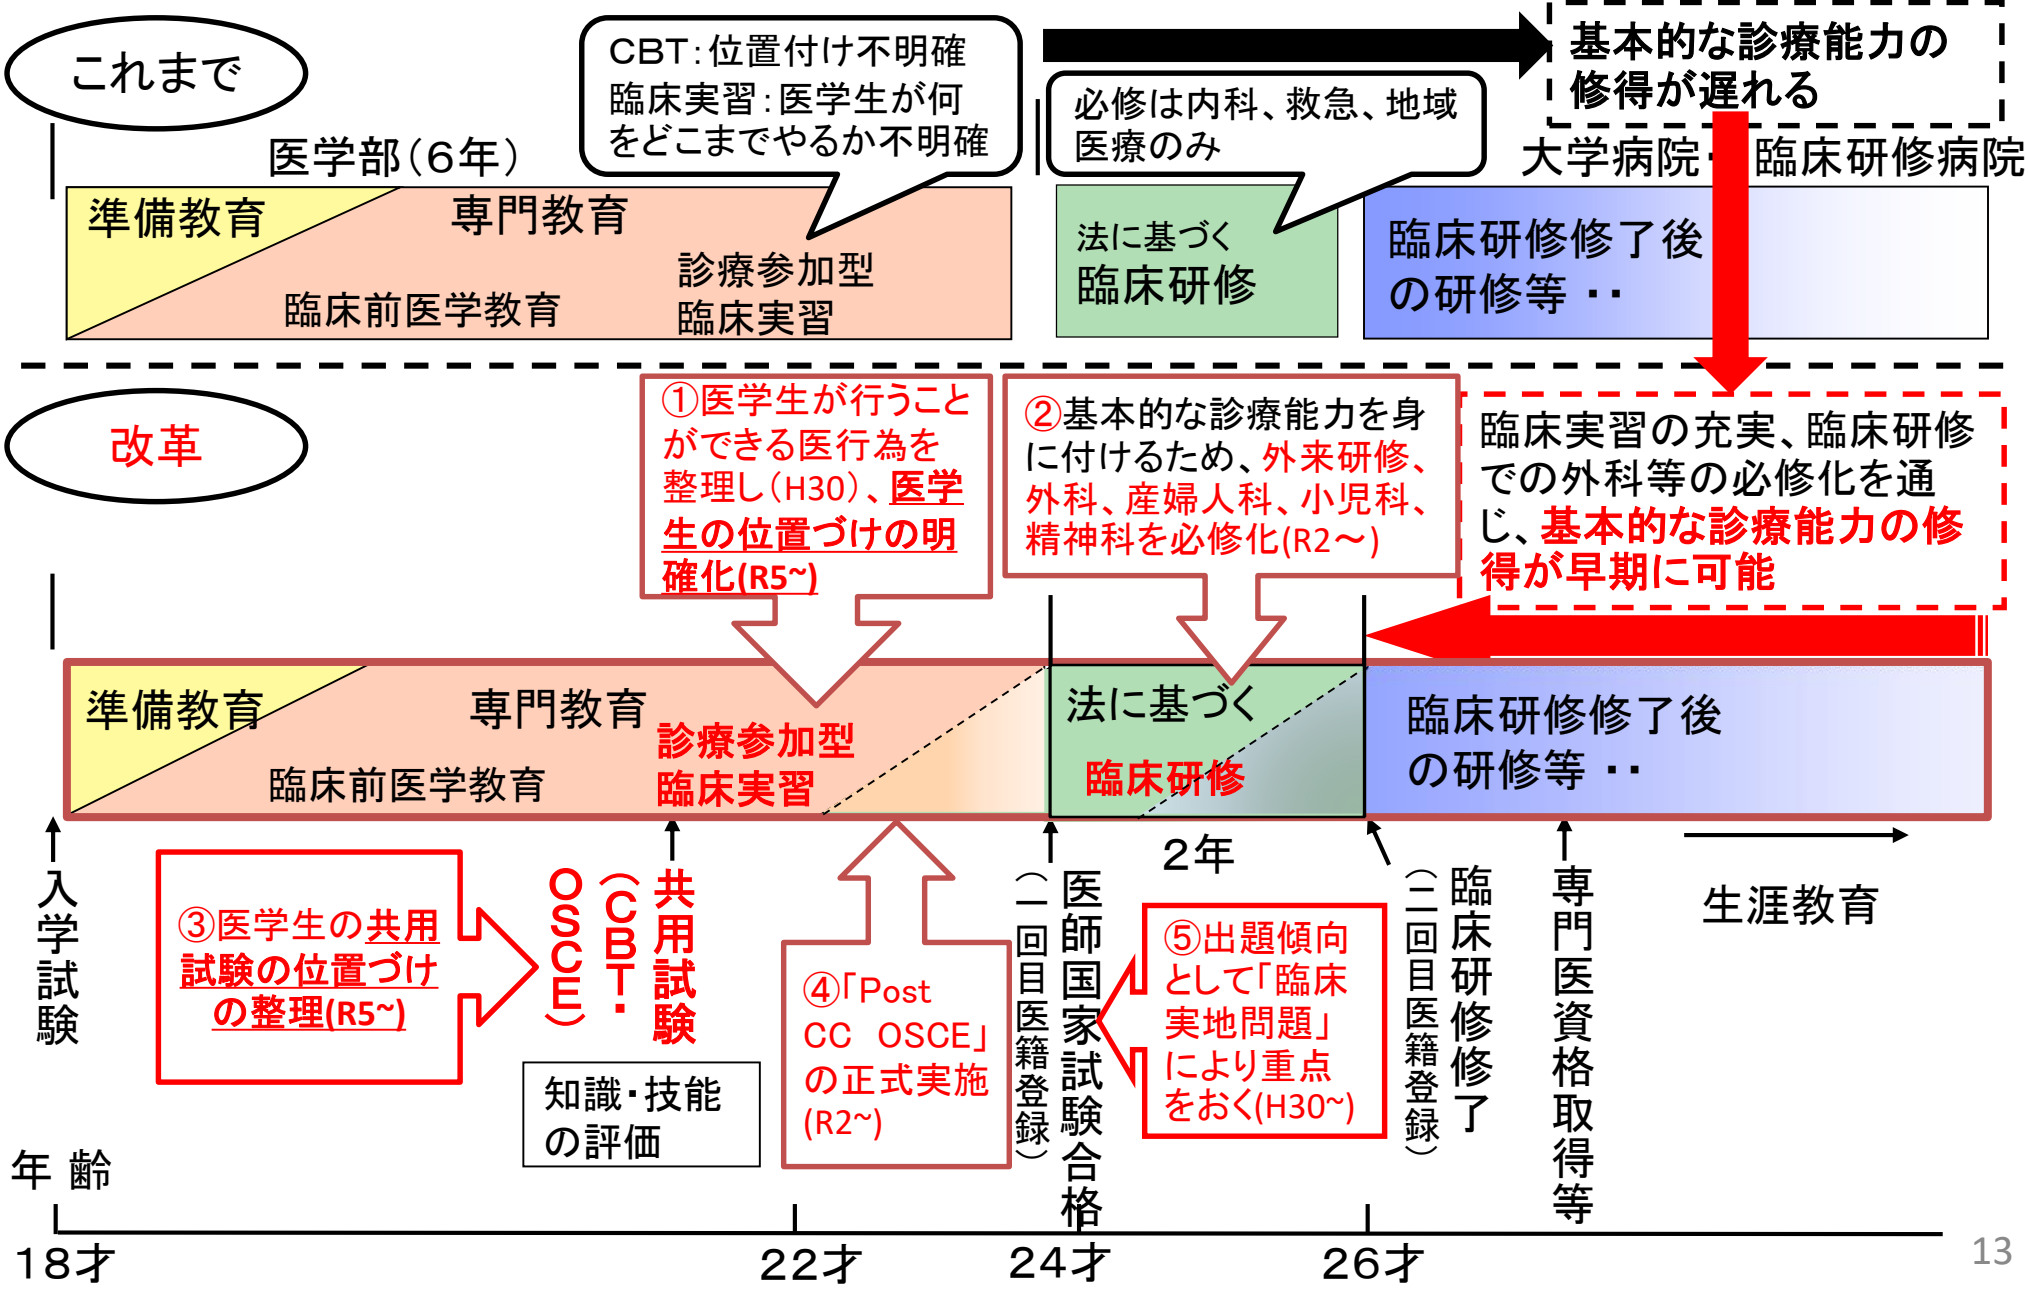 これまで
CBT：位置付け不明確
臨床実習：医学生が何
をどこまでやるか不明確
必修は内科、救急、地域
医療のみ
基本的な診療能力の
修得が遅れる
医学部（６年）
大学病院・臨床研修病院
準備教育
専門教育
臨床前医学教育
診療参加型
臨床実習
法に基づく
臨床研修
臨床研修修了後
の研修等 ・・
改革
①医学生が行うこと
ができる医行為を
整理し（H30）、医学
生の位置づけの明
確化(R5~)
②基本的な診療能力を身
に付けるため、外来研修、
外科、産婦人科、小児科、
精神科を必修化(R2～)
臨床実習の充実、臨床研修
での外科等の必修化を通
じ、基本的な診療能力の修
得が早期に可能
準備教育
専門教育
臨床前医学教育
診療参加型
臨床実習
法に基づく
臨床研修
臨床研修修了後
の研修等 ・・
入学試験
③医学生の共用
試験の位置づけ
の整理(R5~)
共用試験
（CBT・
OSCE）
知識・技能
の評価
④「Post
CC　OSCE」
の正式実施
(R2~)
医師国家試験合格
（一回目医籍登録）
２年
⑤出題傾向
として「臨床
実地問題」
により重点
をおく(H30~)
臨床研修修了
（二回目医籍登録）
専門医資格取得等
生涯教育
年 齢
１８才
２２才
２４才
２６才
13